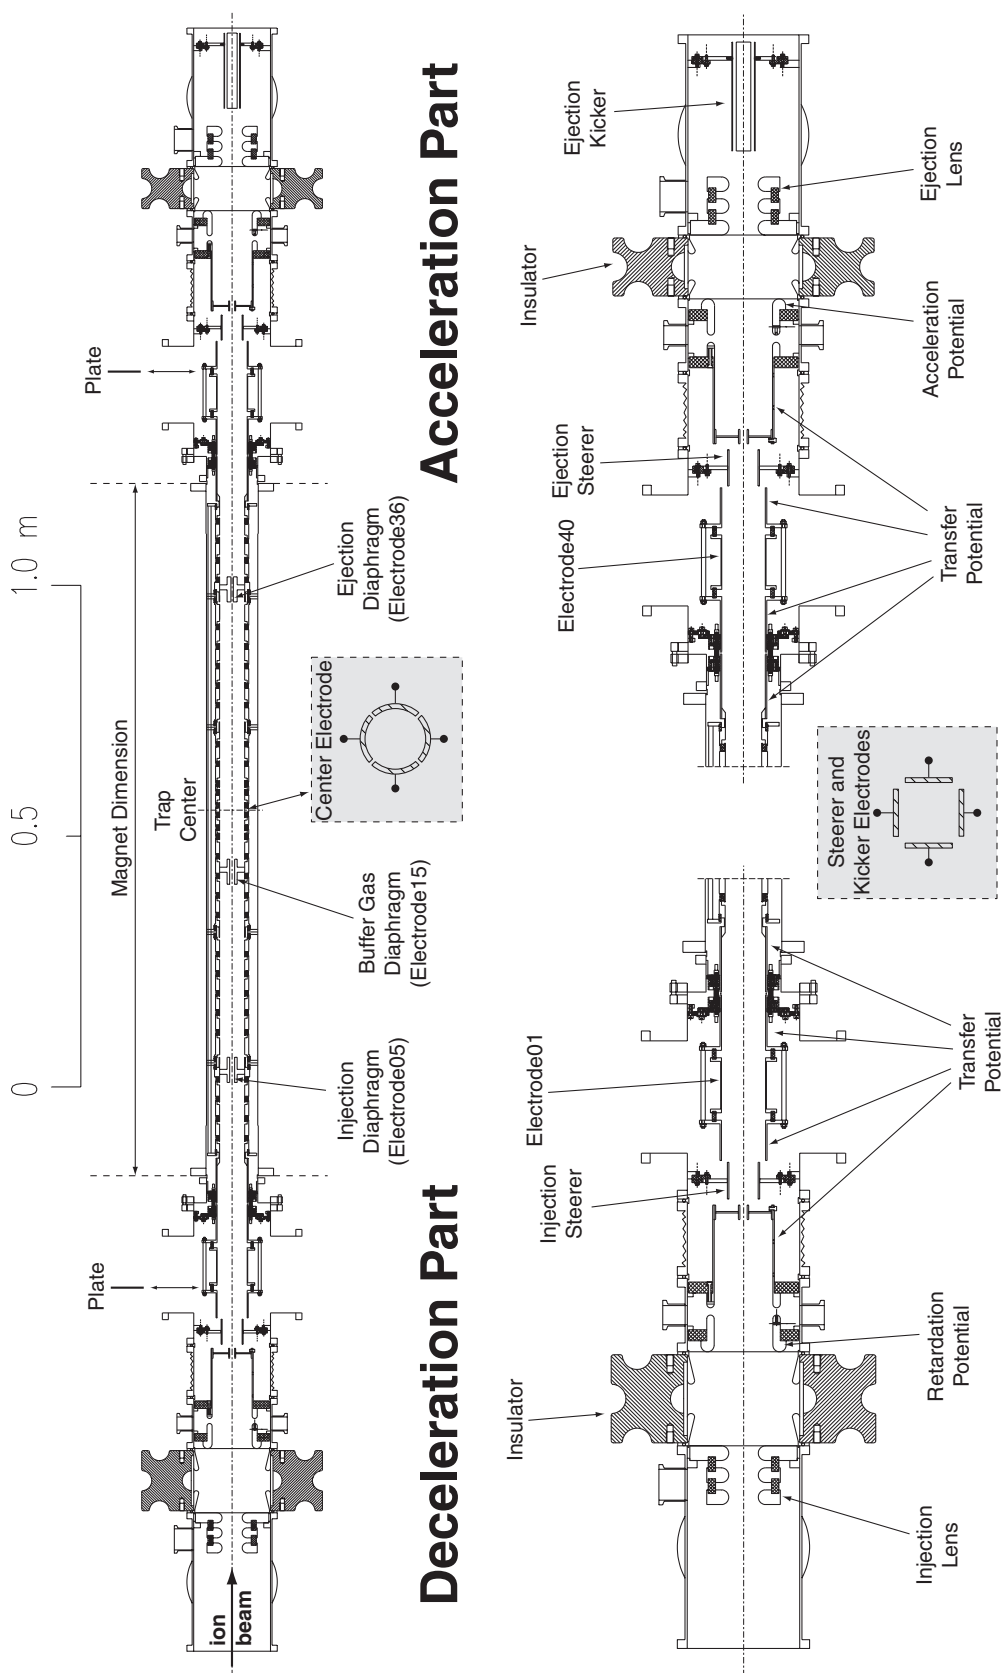 0
0.5
1.0 m
Magnet Dimension
Plate
Trap
Center
Plate
ion
beam
Injection
Diaphragm
(Electrode05)
Buffer Gas
Diaphragm
(Electrode15)
Center Electrode
Ejection
Diaphragm
(Electrode36)
Deceleration Part
Acceleration Part
Insulator
Injection
Steerer
Electrode01
Electrode40
Ejection
Steerer
Insulator
Ejection
Kicker
Steerer and
Kicker Electrodes
Injection
Lens
Retardation
Potential
Transfer
Potential
Transfer
Potential
Acceleration
Potential
Ejection
Lens